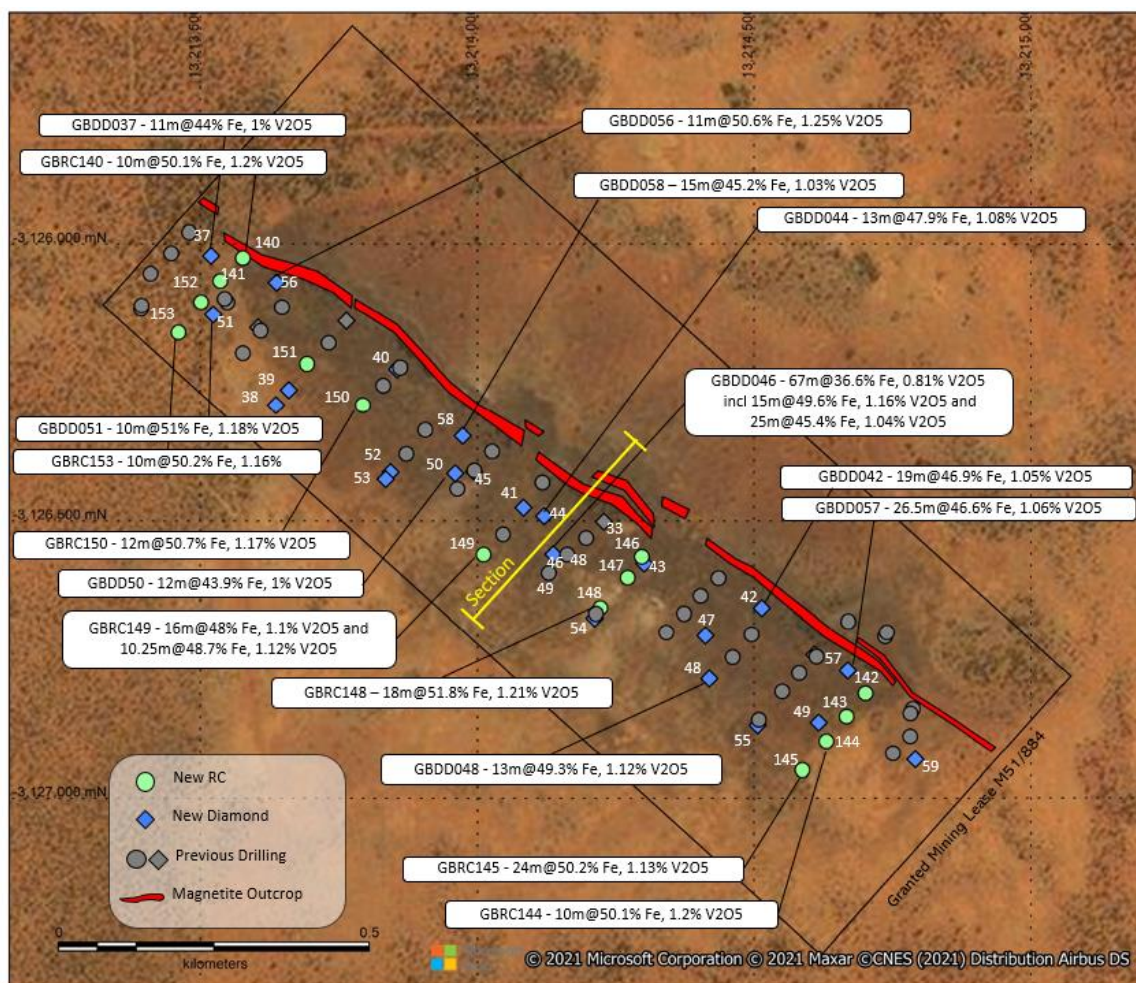 13,213,500
13,214,000
13,214,500
13,215,000
GBDD037 - 11m@44% Fe, 1% V2O5
GBDD056 - 11m@50.6% Fe, 1.25% V2O5
GBRC140 - 10m@50.1% Fe, 1.2% V2O5
GBDD058 – 15m@45.2% Fe, 1.03% V2O5
GBDD044 - 13m@47.9% Fe, 1.08% V2O5
-3,126,000 mN
37
140
141
56
152
153
51
151
40
39
38
150
GBDD046 - 67m@36.6% Fe, 0.81% V2O5
incl 15m@49.6% Fe, 1.16% V2O5 and
25m@45.4% Fe, 1.04% V2O5
GBDD051 - 10m@51% Fe, 1.18% V2O5
GBRC153 - 10m@50.2% Fe, 1.16%
58
52
53
50
45
41
44
33
GBDD042 - 19m@46.9% Fe, 1.05% V2O5
GBDD057 - 26.5m@46.6% Fe, 1.06% V2O5
-3,126,500 mN
GBRC150 - 12m@50.7% Fe, 1.17% V2O5
149
46
48
49
146
147
43
Section
GBDD50 - 12m@43.9% Fe, 1% V2O5
148
54
42
47
48
57
142
143
GBRC149 - 16m@48% Fe, 1.1% V2O5 and
10.25m@48.7% Fe, 1.12% V2O5
GBRC148 – 18m@51.8% Fe, 1.21% V2O5
49
55
144
145
59
GBDD048 - 13m@49.3% Fe, 1.12% V2O5
-3,127,000 mN
Granted Mining Lease M51/884
New RC
New Diamond
Previous Drilling
Magnetite Outcrop
GBRC145 - 24m@50.2% Fe, 1.13% V2O5
GBRC144 - 10m@50.1% Fe, 1.2% V2O5
0
0.5
kilometers
© 2021 Microsoft Corporation © 2021 Maxar ©CNES (2021) Distribution Airbus DS